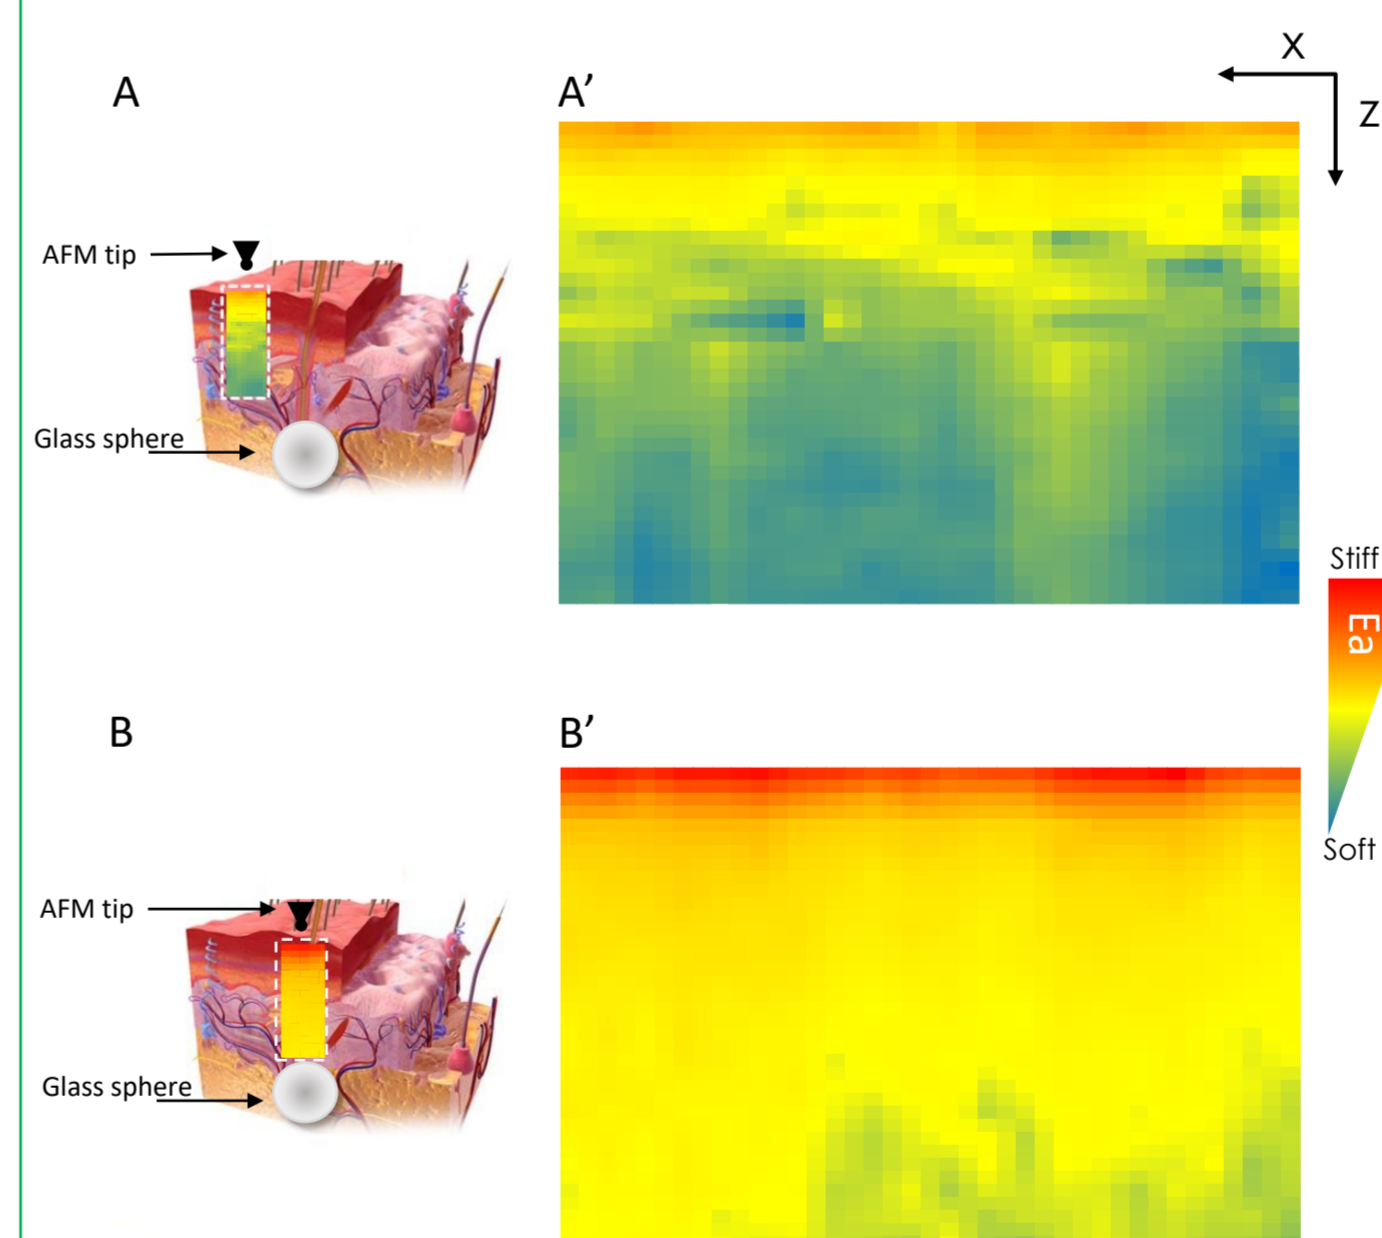 X
A
A’
Z
AFM tip
Glass sphere
Stiff
Ea
Soft
B
B’
AFM tip
Glass sphere